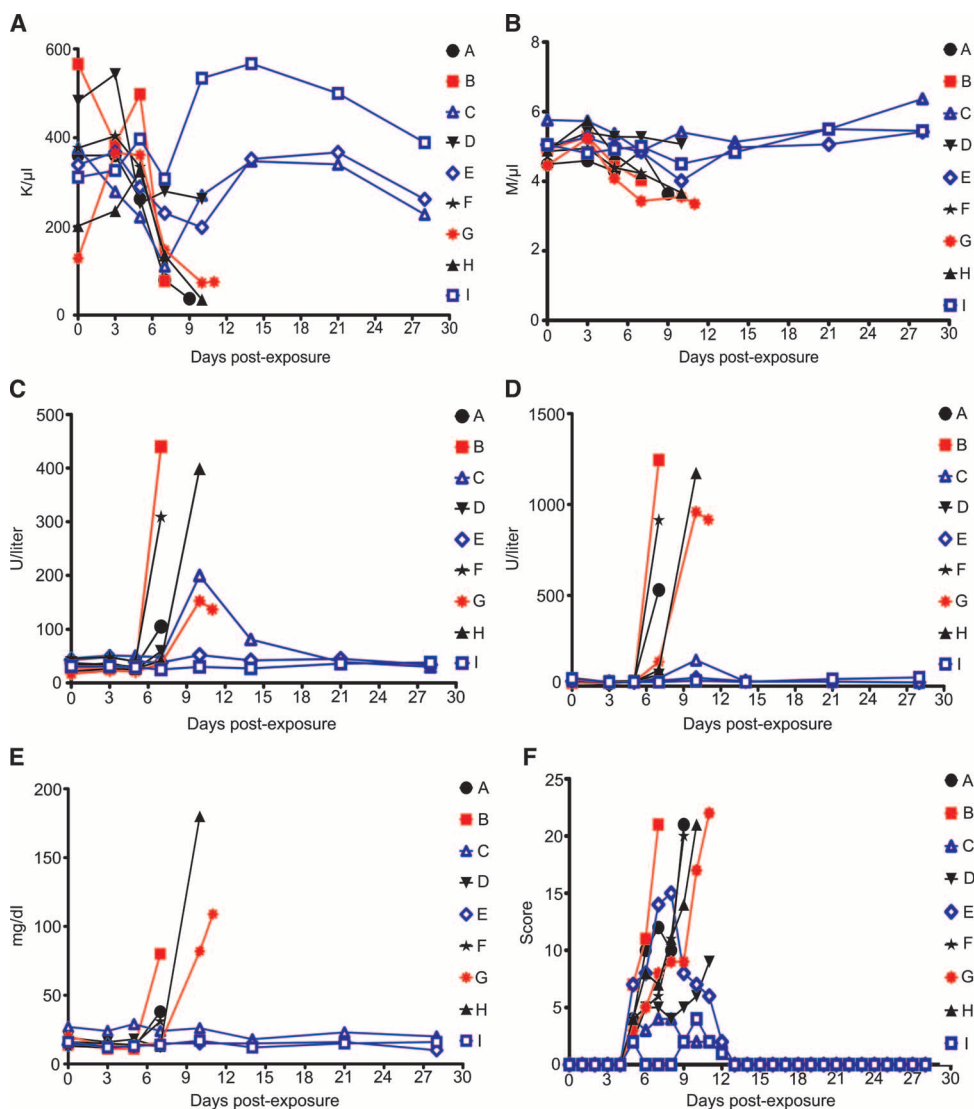 A
K/µl
600
400
200
0
0 3 6 9 12 15 18 21 24 27 30
Days post-exposure
A
B
C
D
E
F
G
H
I
B
M/µl
8
6
4
2
0
0 3 6 9 12 15 18 21 24 27 30
Days post-exposure
A
B
C
D
E
F
G
H
I
C
U/liter
500
400
300
200
100
0
0 3 6 9 12 15 18 21 24 27 30
Days post-exposure
A
B
C
D
E
F
G
H
I
D
U/liter
1500
1000
500
0
0 3 6 9 12 15 18 21 24 27 30
Days post-exposure
A
B
C
D
E
F
G
H
I
E
mg/dl
200
150
100
50
0
0 3 6 9 12 15 18 21 24 27 30
Days post-exposure
A
B
C
D
E
F
G
H
I
F
Score
25
20
15
10
5
0
0 3 6 9 12 15 18 21 24 27 30
Days post-exposure
A
B
C
D
E
F
G
H
I